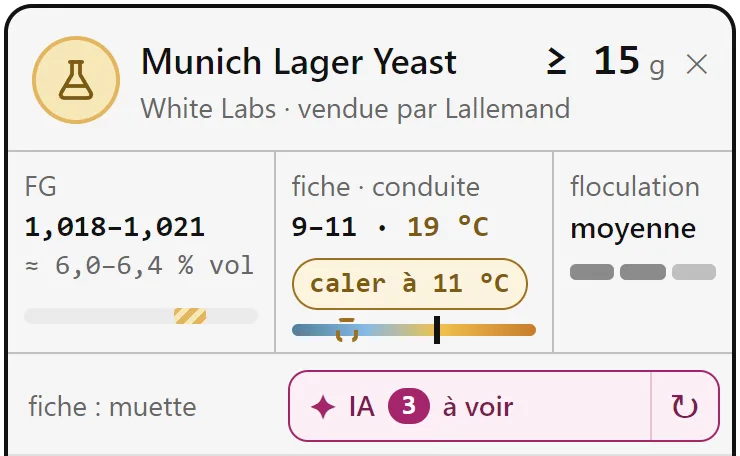 Munich Lager Yeast
≥ 15 g ×
White Labs · vendue par Lallemand
FG
1,018–1,021
≈ 6,0–6,4 % vol
fiche · conduite
9–11 · 19 °C
caler à 11 °C
floculation
moyenne
fiche : muette
IA 3 à voir ↻